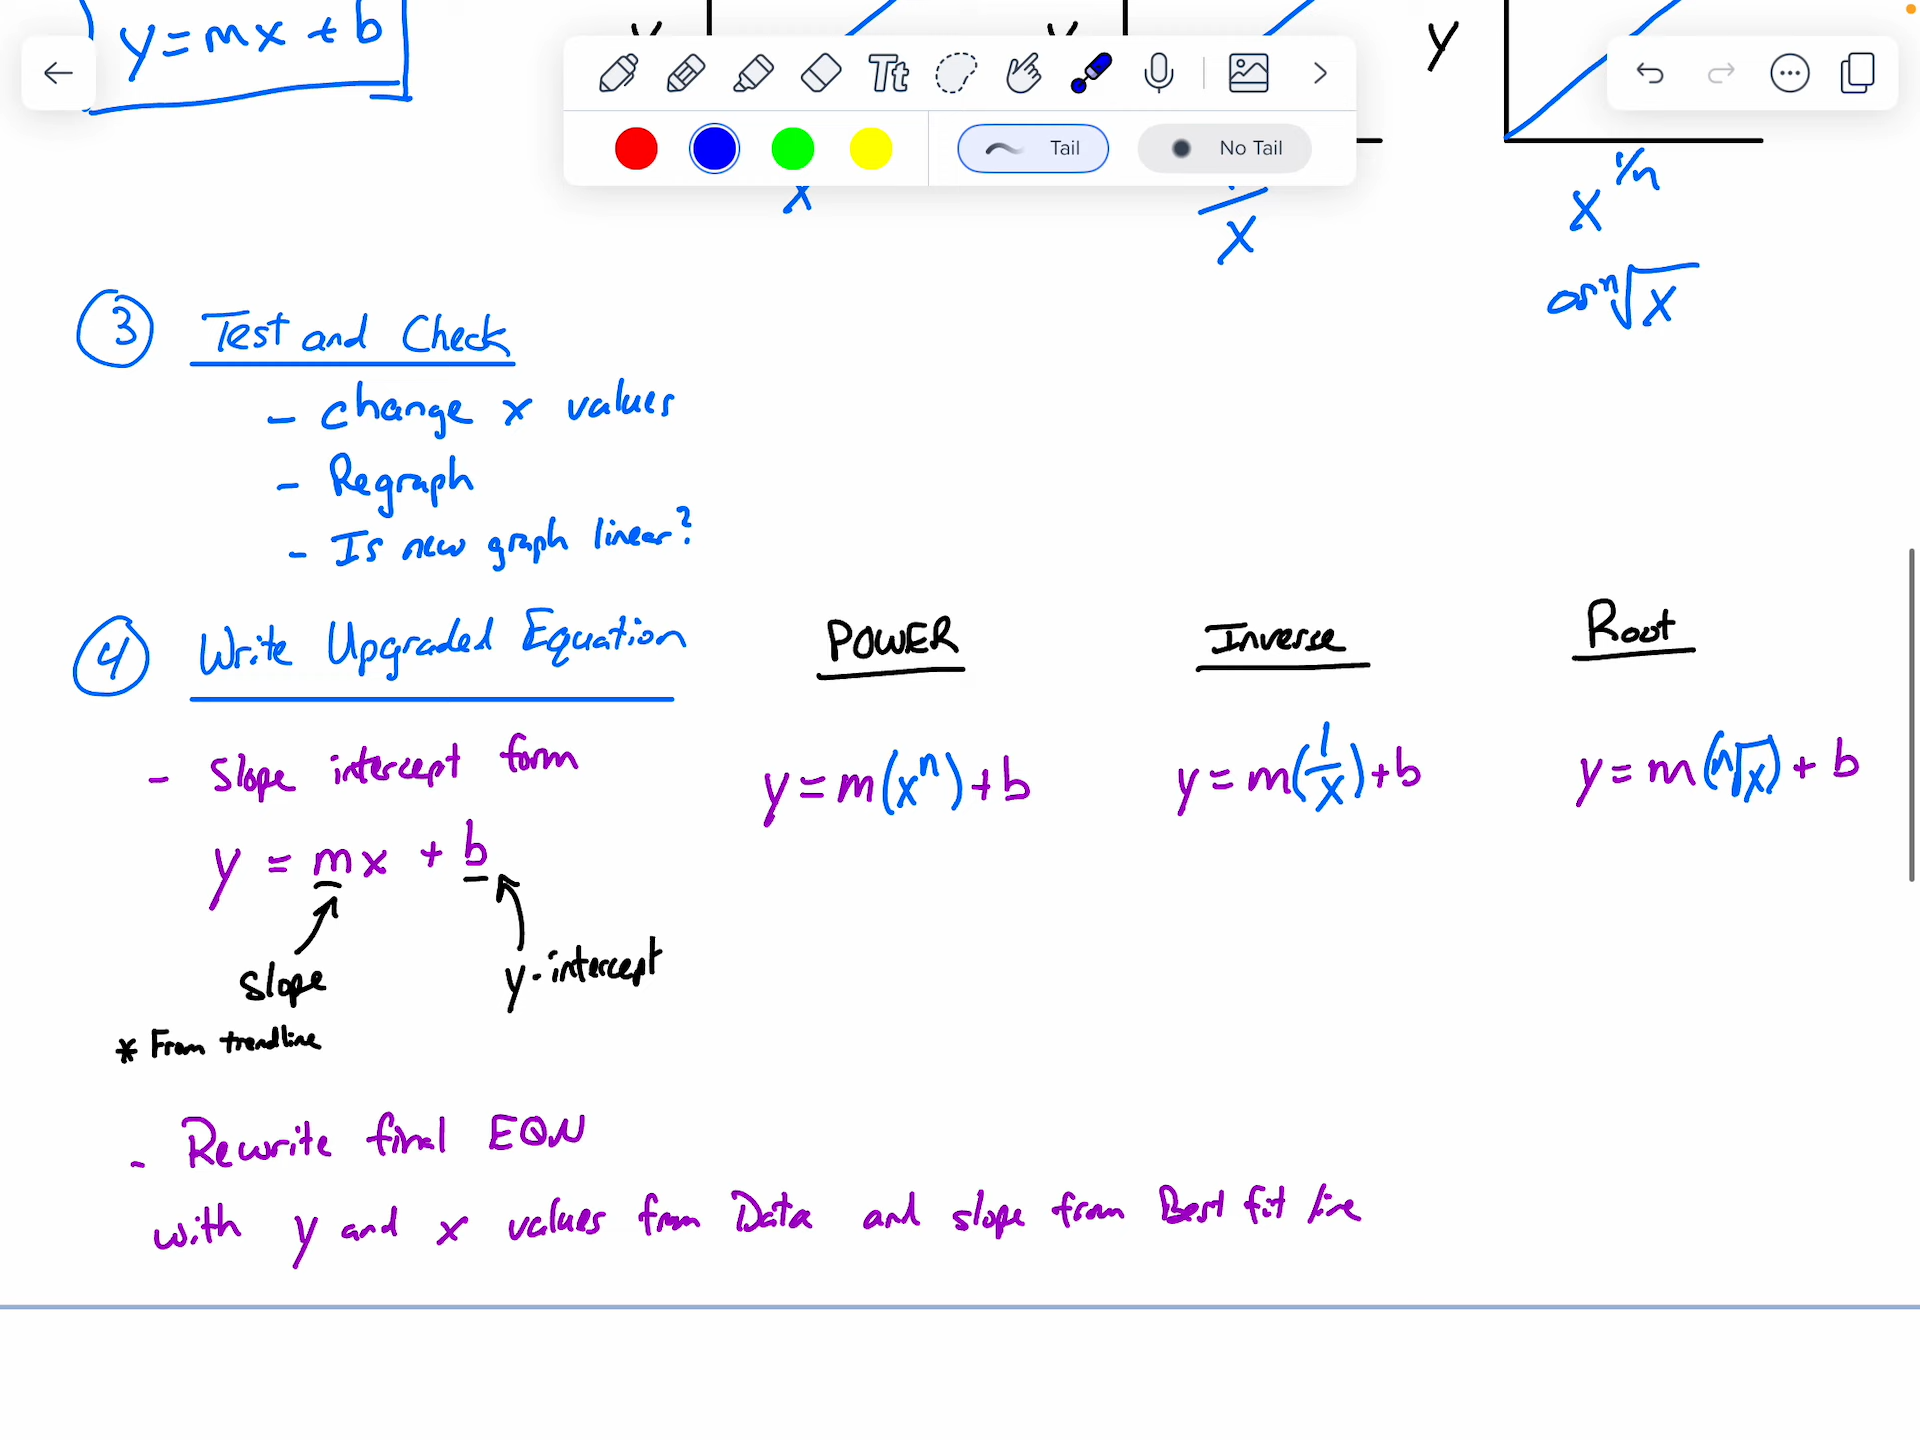 y = mx + b
Tt
Tail
No Tail
y
x
1/x
x^1/n
or ⁿ√x
③ Test and Check
- change x values
- Regraph
- Is new graph linear?
④ Write Upgraded Equation
POWER
Inverse
Root
- Slope intercept form
y = m(xⁿ) + b
y = m(1/x) + b
y = m(ⁿ√x) + b
y = mx + b
slope
y-intercept
* From trendline
- Rewrite final EQN
with y and x values from Data and slope from Best fit line